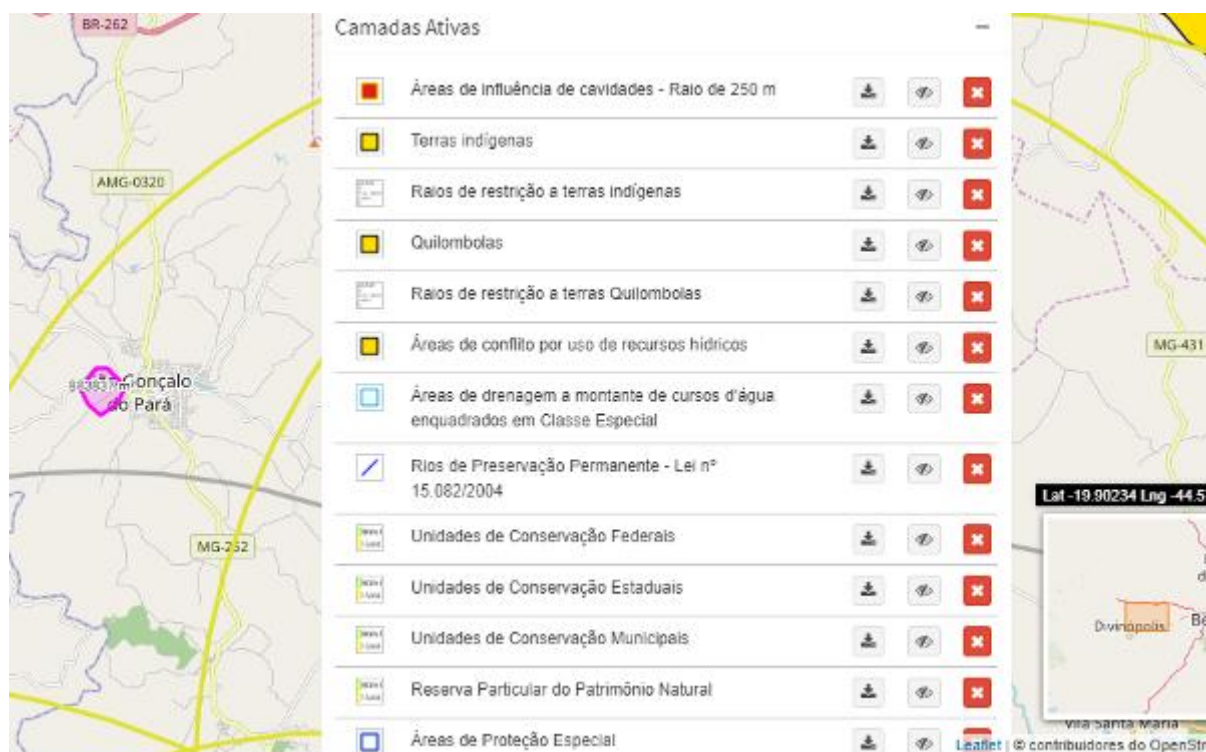 BR-262
AMG-0320
Gonçalo
do Pará
MG-252
Camadas Ativas
Áreas de influência de cavidades - Raio de 250 m
Terras indígenas
Raios de restrição a terras indígenas
Quilombolas
Raios de restrição a terras Quilombolas
Áreas de conflito por uso de recursos hídricos
Áreas de drenagem a montante de cursos d'água
enquadrados em Classe Especial
Rios de Preservação Permanente - Lei nº
15.082/2004
Unidades de Conservação Federais
Unidades de Conservação Estaduais
Unidades de Conservação Municipais
Reserva Particular do Patrimônio Natural
Áreas de Proteção Especial
MG-431
Lat -19.90234 Lng -44.5
Divinópolis
Be
Vila Santa Maria
Leaflet | © contribuidores do OpenStr